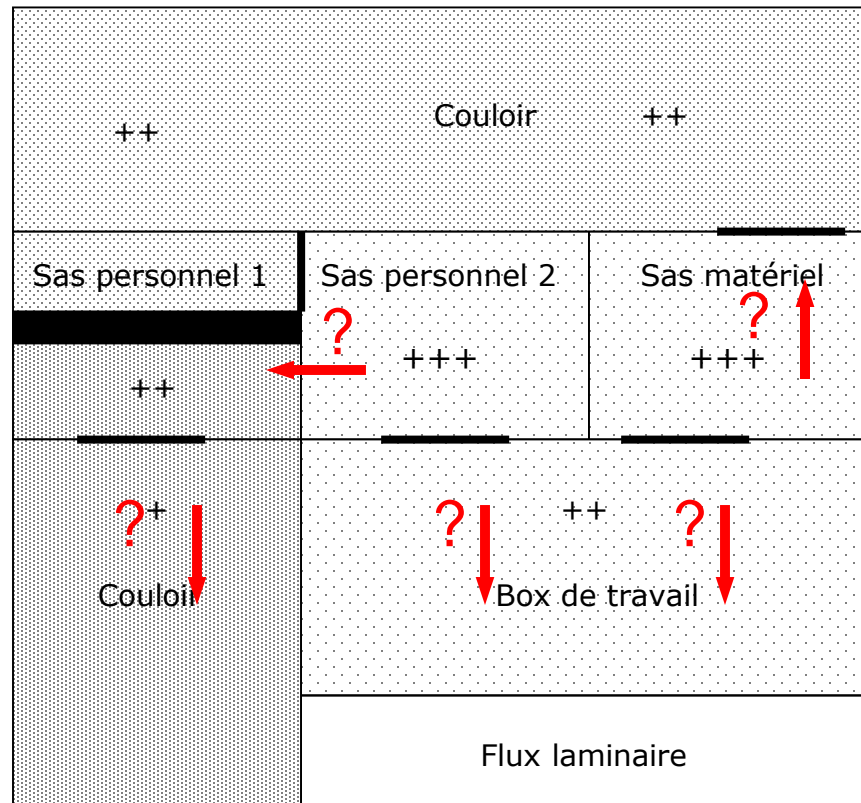 Couloir
++ ++
Sas personnel 1 Sas personnel 2 Sas matériel
? ?
++ +++ +++
?+ ? ++ ?
Couloir Box de travail
Flux laminaire